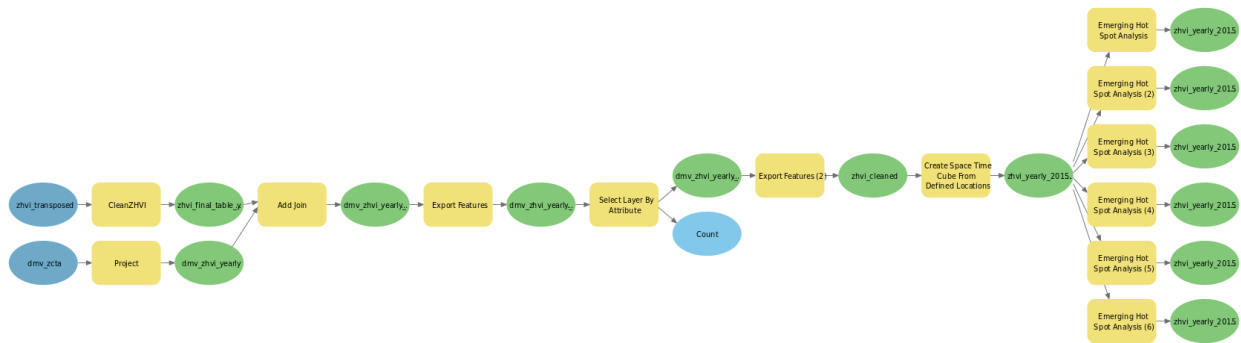 zhvi_transposed
CleanZHVI
zhvi_final_table_y..
Add Join
dmv_zhvi_yearly_..
Export Features
dmv_zhvi_yearly_..
Select Layer By
Attribute
dmv_zcta
Project
dmv_zhvi_yearly
dmv_zhvi_yearly_..
Export Features (2)
zhvi_cleaned
Create Space Time
Cube From
Defined Locations
zhvi_yearly_2015..
Count
Emerging Hot
Spot Analysis
zhvi_yearly_2015..
Emerging Hot
Spot Analysis (2)
zhvi_yearly_2015..
Emerging Hot
Spot Analysis (3)
zhvi_yearly_2015..
Emerging Hot
Spot Analysis (4)
zhvi_yearly_2015..
Emerging Hot
Spot Analysis (5)
zhvi_yearly_2015..
Emerging Hot
Spot Analysis (6)
zhvi_yearly_2015..